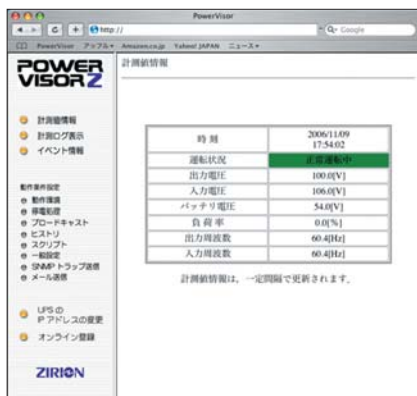 PowerVisor
http://
Google
PowerVisor アップル▾ Amazon.co.jp Yahoo! JAPAN ニュース▾
POWER
VISOR Z
計測値情報
計測ログ表示
イベント情報
動作条件設定
動作環境
停電処理
ブロードキャスト
ヒストリ
スクリプト
一般設定
SNMP トラップ送信
メール送信
UPS の
IP アドレスの変更
オンライン登録
ZIRION
計測値情報
時 刻 2006/11/09
17:54:02
運転状況 正常運転中
出力電圧 100.0[V]
入力電圧 106.0[V]
バッテリ電圧 54.0[V]
負 荷 率 0.0[%]
出力周波数 60.4[Hz]
入力周波数 60.4[Hz]
計測値情報は、一定間隔で更新されます。